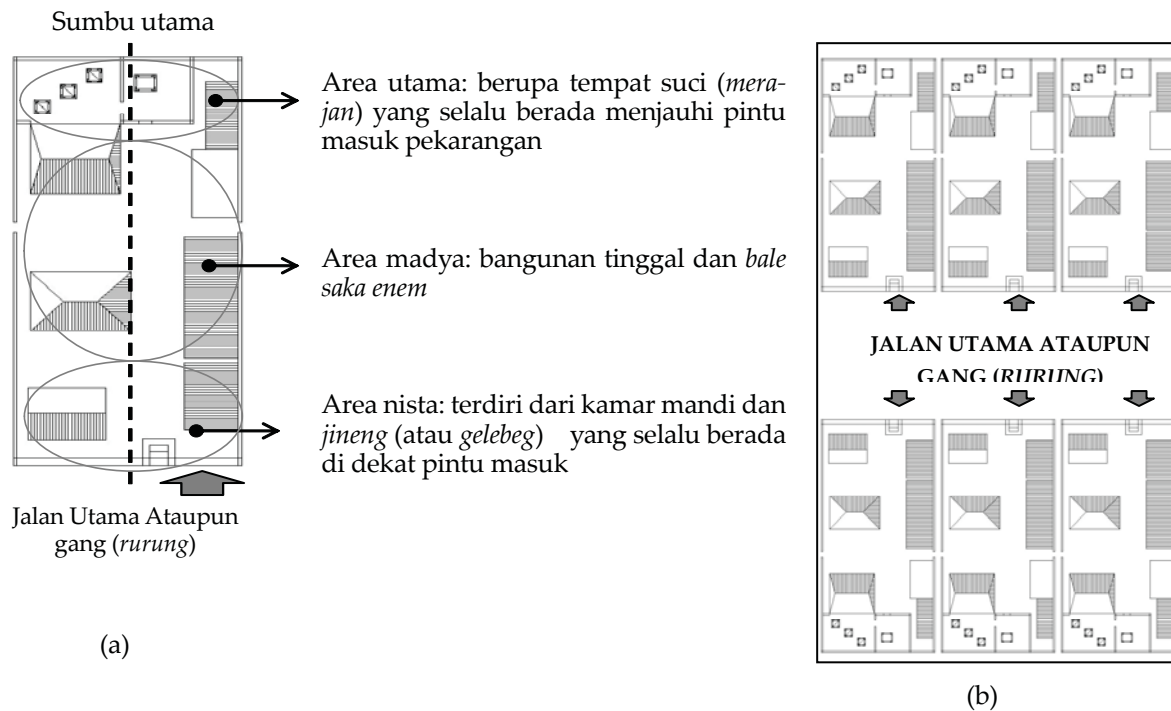 Sumbu utama
Area utama: berupa tempat suci (mera-
jan) yang selalu berada menjauhi pintu
masuk pekarangan
Area madya: bangunan tinggal dan bale
saka enem
Area nista: terdiri dari kamar mandi dan
jineng (atau gelebeg) yang selalu berada
di dekat pintu masuk
Jalan Utama Ataupun
gang (rurung)
(a)
JALAN UTAMA ATAUPUN
GANG (RURUNG)
(b)